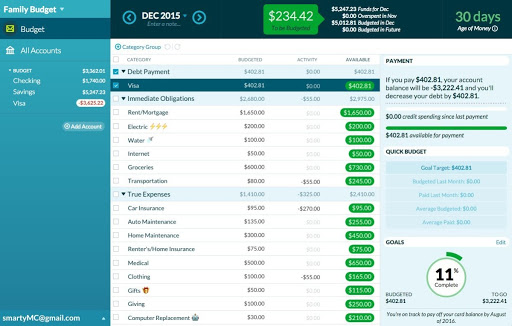 Family Budget
Budget
All Accounts
BUDGET $3,362.01
Checking $1,740.00
Savings $5,247.23
Visa -$3,625.22
Add Account
smartyMC@gmail.com
DEC 2015
Enter a note...
$234.42
To be Budgeted
$5,247.23 Funds for Dec
$0.00 Overspent in Nov
$5,012.81 Budgeted in Dec
$0.00 Budgeted in Future
30 days
Age of Money
Category Group
CATEGORY BUDGETED ACTIVITY AVAILABLE
Debt Payment $402.81 $0.00 $402.81
Visa $402.81 $0.00 $402.81
Immediate Obligations $2,680.00 -$55.00 $2,975.00
Rent/Mortgage $1,650.00 $0.00 $1,650.00
Electric ⚡⚡⚡ $200.00 $0.00 $200.00
Water 🚿 $100.00 $0.00 $100.00
Internet $50.00 $0.00 $50.00
Groceries $600.00 $0.00 $730.00
Transportation $80.00 -$55.00 $245.00
True Expenses $1,410.00 -$325.00 $2,410.00
Car Insurance $95.00 -$270.00 $95.00
Auto Maintenance $135.00 $0.00 $255.00
Home Maintenance $300.00 $0.00 $450.00
Renter's/Home Insurance $75.00 $0.00 $75.00
Medical $500.00 $0.00 $650.00
Clothing $100.00 -$55.00 $165.00
Gifts 🎁 $50.00 $0.00 $115.00
Giving $100.00 $0.00 $250.00
Computer Replacement $30.00 $0.00 $210.00
PAYMENT
If you pay $402.81, your account
balance will be -$3,222.41 and you'll
decrease your debt by $402.81.
$0.00 credit spending since last payment
$402.81 available for payment
QUICK BUDGET
Goal Target: $402.81
Budgeted Last Month: $0.00
Paid Last Month: $0.00
Average Budgeted: $0.00
Average Paid: $0.00
GOALS Edit
11%
Complete
BUDGETED TO GO
$402.81 $3,222.41
You're on track to pay off your card balance by August
of 2016.